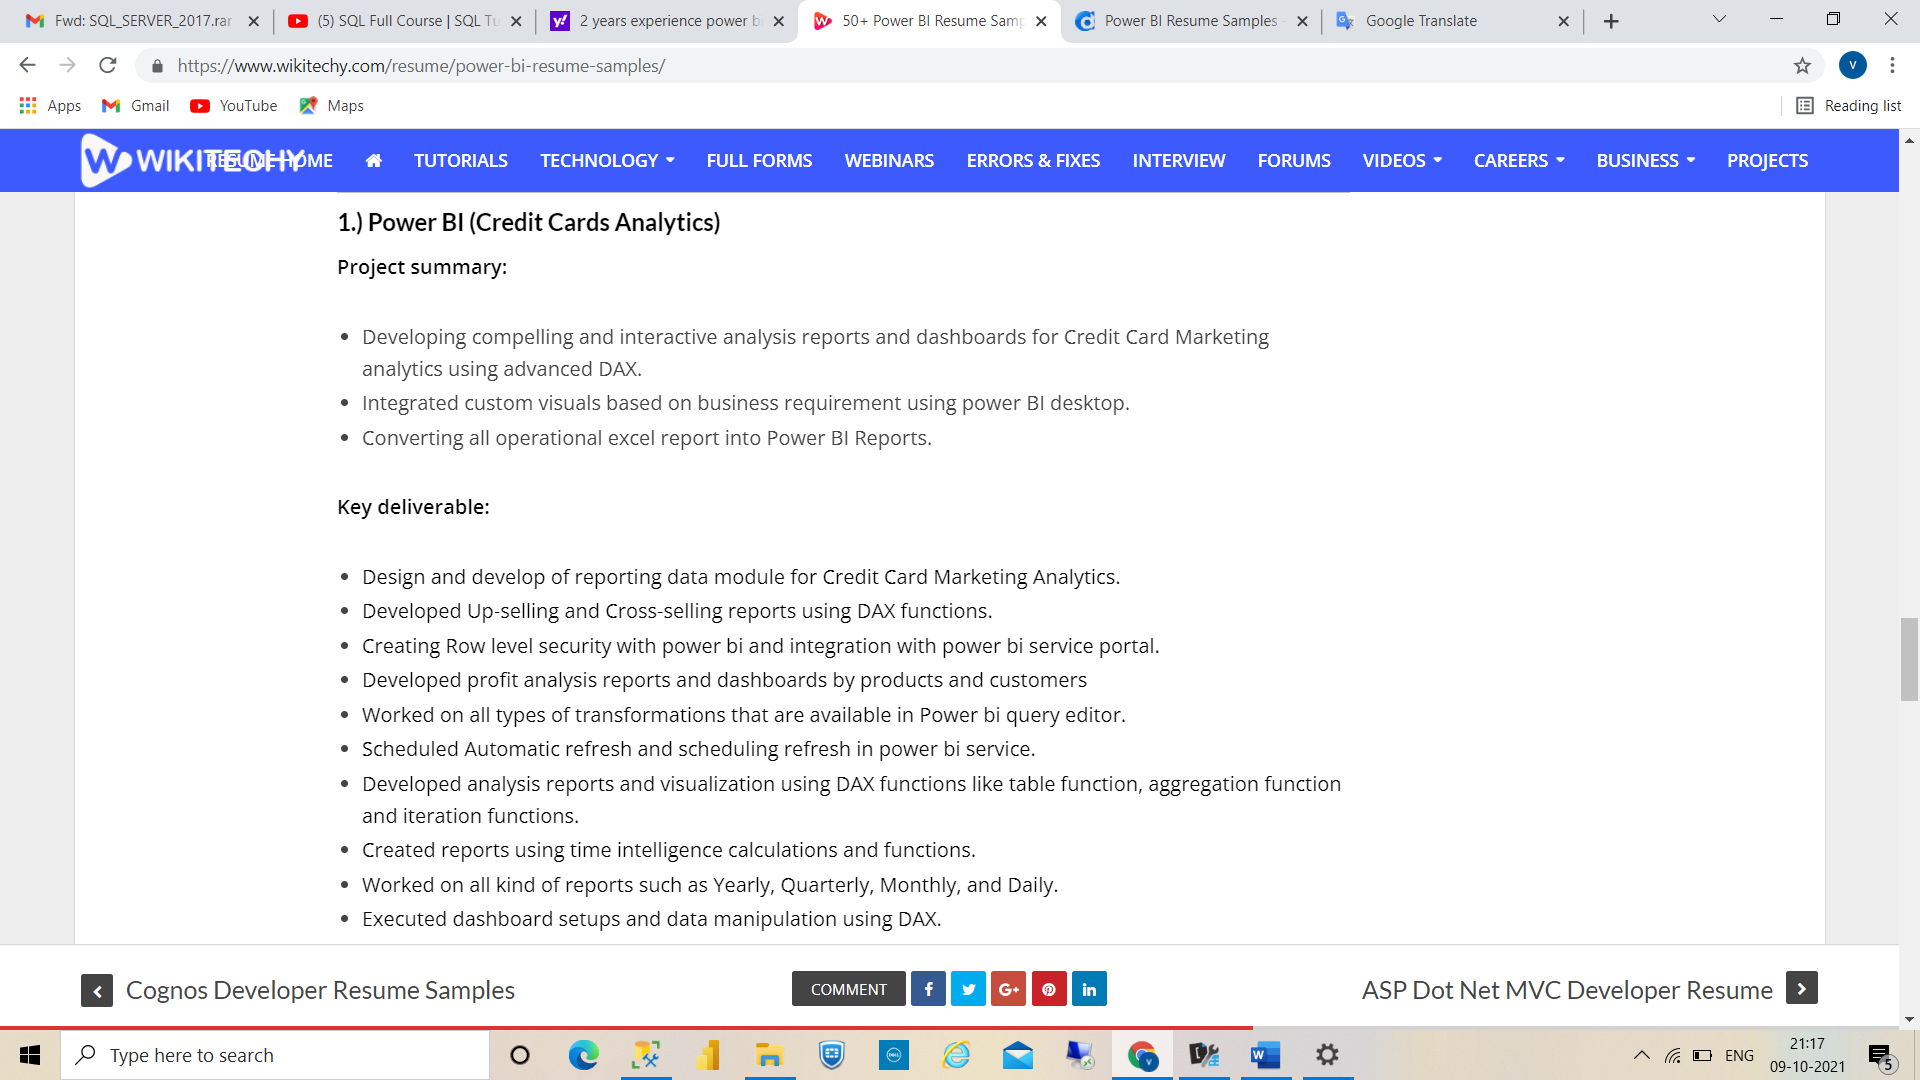 Fwd: SQL_SERVER_2017.rar
(5) SQL Full Course | SQL Tu
2 years experience power b
50+ Power BI Resume Samp
Power BI Resume Samples -
Google Translate
https://www.wikitechy.com/resume/power-bi-resume-samples/
V
Apps
Gmail
YouTube
Maps
Reading list
WIKITECHY
RESUME HOME
TUTORIALS
TECHNOLOGY
FULL FORMS
WEBINARS
ERRORS & FIXES
INTERVIEW
FORUMS
VIDEOS
CAREERS
BUSINESS
PROJECTS
1.) Power BI (Credit Cards Analytics)
Project summary:
Developing compelling and interactive analysis reports and dashboards for Credit Card Marketing
analytics using advanced DAX.
Integrated custom visuals based on business requirement using power BI desktop.
Converting all operational excel report into Power BI Reports.
Key deliverable:
Design and develop of reporting data module for Credit Card Marketing Analytics.
Developed Up-selling and Cross-selling reports using DAX functions.
Creating Row level security with power bi and integration with power bi service portal.
Developed profit analysis reports and dashboards by products and customers
Worked on all types of transformations that are available in Power bi query editor.
Scheduled Automatic refresh and scheduling refresh in power bi service.
Developed analysis reports and visualization using DAX functions like table function, aggregation function
and iteration functions.
Created reports using time intelligence calculations and functions.
Worked on all kind of reports such as Yearly, Quarterly, Monthly, and Daily.
Executed dashboard setups and data manipulation using DAX.
Cognos Developer Resume Samples
COMMENT
ASP Dot Net MVC Developer Resume
Type here to search
ENG
21:17
09-10-2021
5